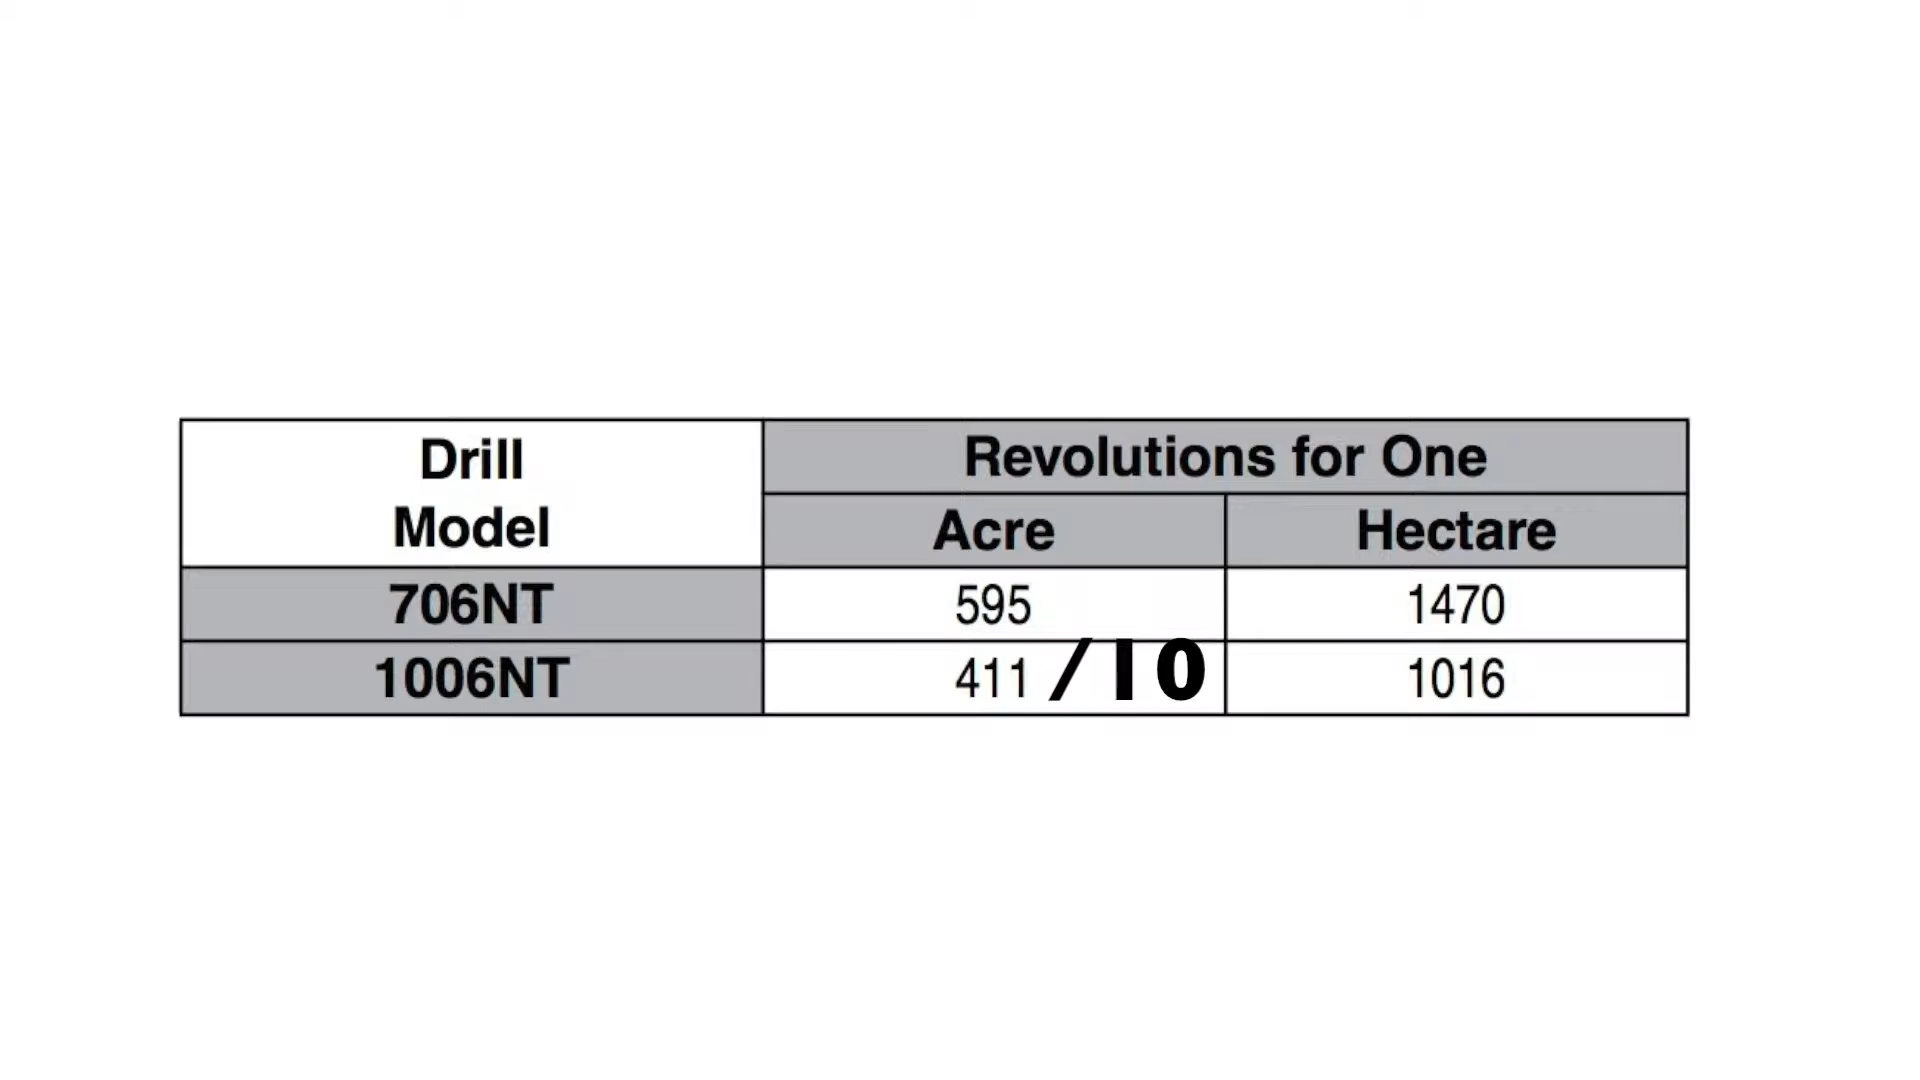 Drill Model
Revolutions for One
Acre Hectare
706NT 595 1470
1006NT 411 /10 1016